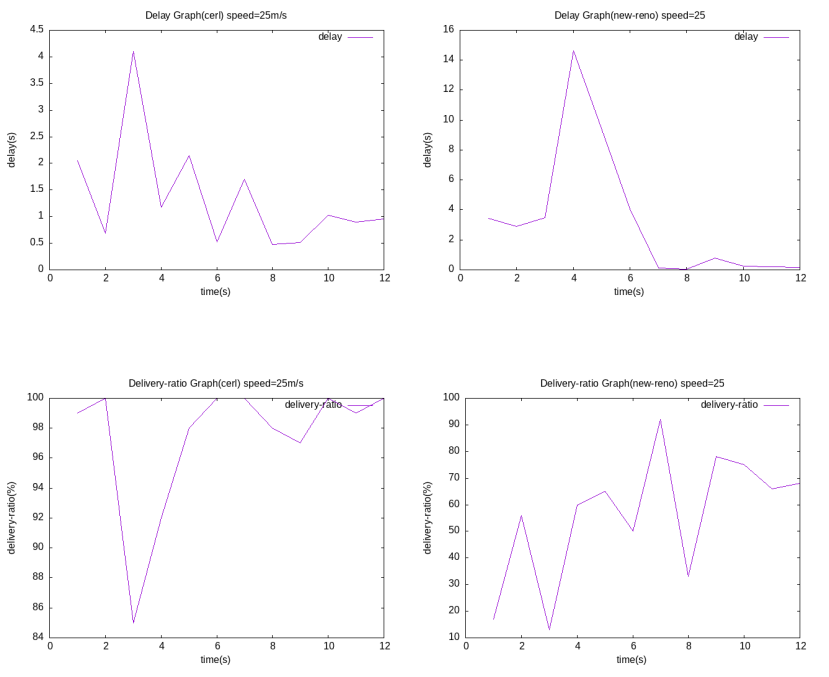 Delay Graph(cerl) speed=25m/s
delay
4.5
4
3.5
3
2.5
2
1.5
1
0.5
0
delay(s)
0 2 4 6 8 10 12
time(s)
Delay Graph(new-reno) speed=25
delay
16
14
12
10
8
6
4
2
0
delay(s)
0 2 4 6 8 10 12
time(s)
Delivery-ratio Graph(cerl) speed=25m/s
delivery-ratio
100
98
96
94
92
90
88
86
84
delivery-ratio(%)
0 2 4 6 8 10 12
time(s)
Delivery-ratio Graph(new-reno) speed=25
delivery-ratio
100
90
80
70
60
50
40
30
20
10
delivery-ratio(%)
0 2 4 6 8 10 12
time(s)